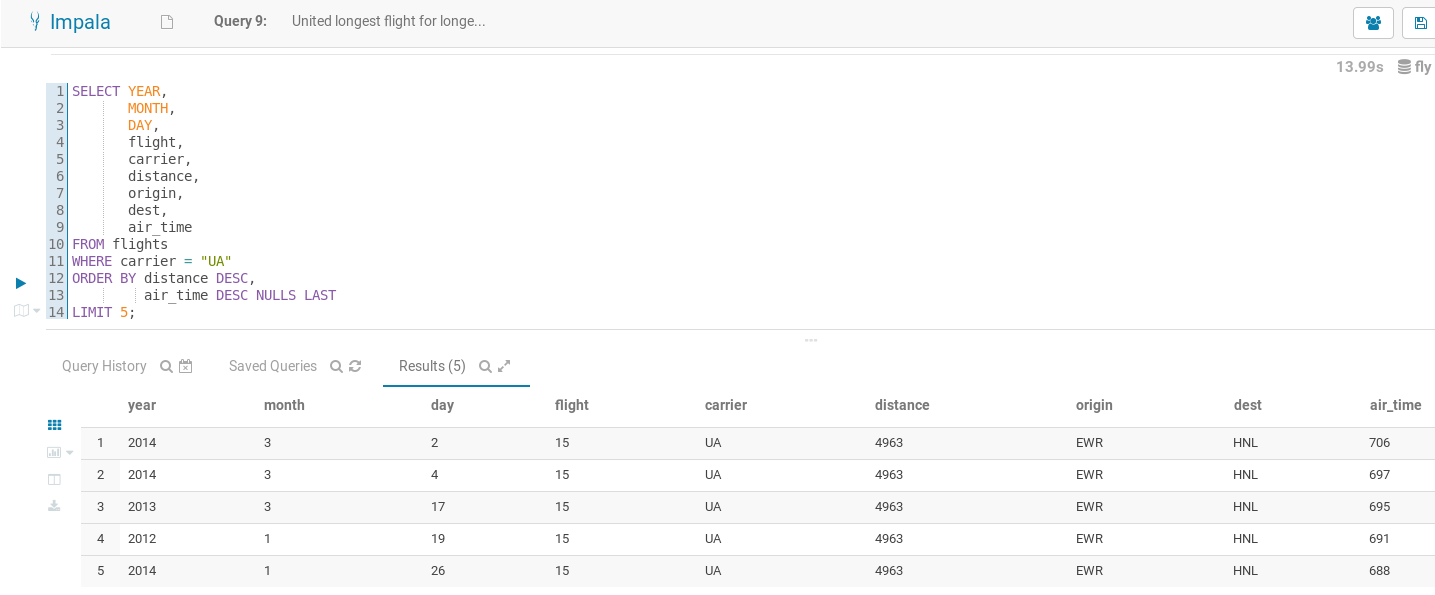 Impala Query 9: United longest flight for longe...
13.99s fly
1 SELECT YEAR,
2 MONTH,
3 DAY,
4 flight,
5 carrier,
6 distance,
7 origin,
8 dest,
9 air_time
10 FROM flights
11 WHERE carrier = "UA"
12 ORDER BY distance DESC,
13 air_time DESC NULLS LAST
14 LIMIT 5;
Query History Saved Queries Results (5)
year month day flight carrier distance origin dest air_time
1 2014 3 2 15 UA 4963 EWR HNL 706
2 2014 3 4 15 UA 4963 EWR HNL 697
3 2013 3 17 15 UA 4963 EWR HNL 695
4 2012 1 19 15 UA 4963 EWR HNL 691
5 2014 1 26 15 UA 4963 EWR HNL 688